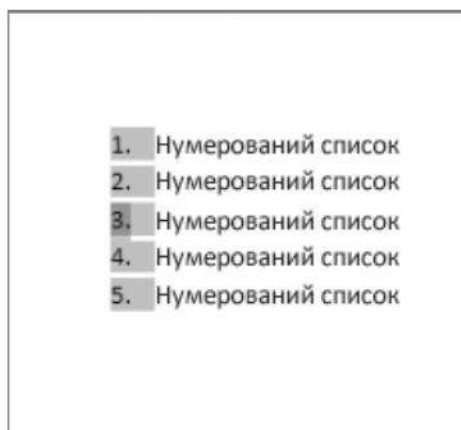 1. Нумерований список
2. Нумерований список
3. Нумерований список
4. Нумерований список
5. Нумерований список